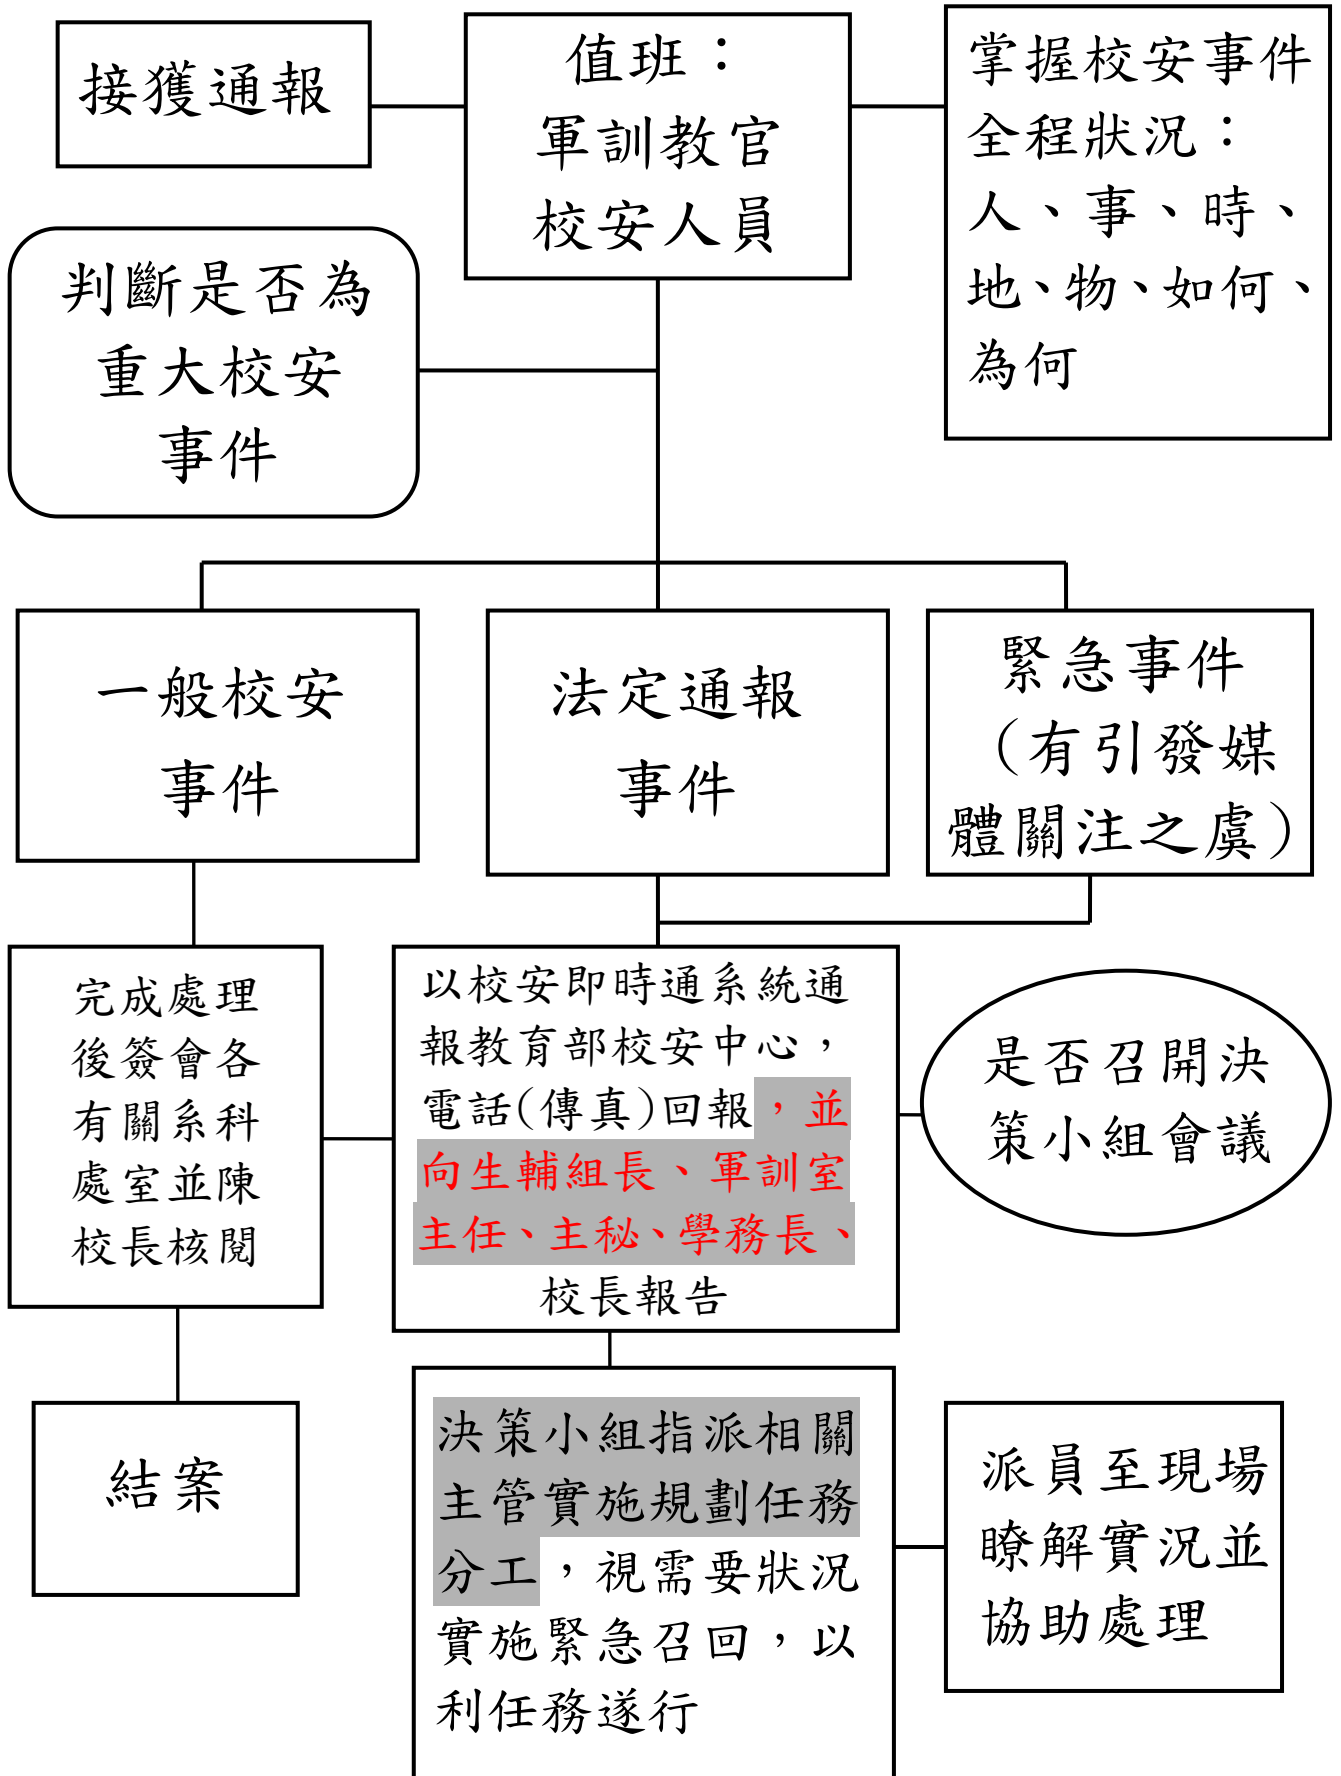 接獲通報
值班：
軍訓教官
校安人員
掌握校安事件
全程狀況：
人、事、時、
地、物、如何、
為何
判斷是否為
重大校安
事件
一般校安
事件
法定通報
事件
緊急事件
（有引發媒
體關注之虞）
完成處理
後簽會各
有關系科
處室並陳
校長核閱
以校安即時通系統通
報教育部校安中心，
電話(傳真)回報，並
向生輔組長、軍訓室
主任、主秘、學務長、
校長報告
是否召開決
策小組會議
結案
決策小組指派相關
主管實施規劃任務
分工，視需要狀況
實施緊急召回，以
利任務遂行
派員至現場
瞭解實況並
協助處理